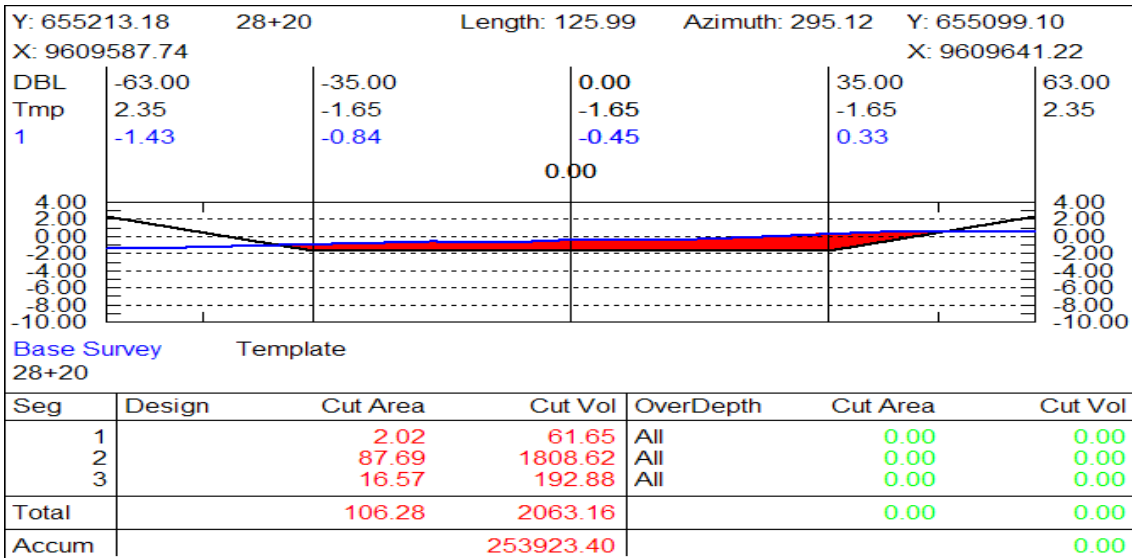 Y: 655213.18 28+20 Length: 125.99 Azimuth: 295.12 Y: 655099.10
X: 9609587.74 X: 9609641.22
DBL -63.00 -35.00 0.00 35.00 63.00
Tmp 2.35 -1.65 -1.65 -1.65 2.35
1 -1.43 -0.84 -0.45 0.33
0.00
4.00 4.00
2.00 2.00
0.00 0.00
-2.00 -2.00
-4.00 -4.00
-6.00 -6.00
-8.00 -8.00
-10.00 -10.00
Base Survey Template
28+20
Seg Design Cut Area Cut Vol OverDepth Cut Area Cut Vol
1 2.02 61.65 All 0.00 0.00
2 87.69 1808.62 All 0.00 0.00
3 16.57 192.88 All 0.00 0.00
Total 106.28 2063.16 0.00 0.00
Accum 253923.40 0.00